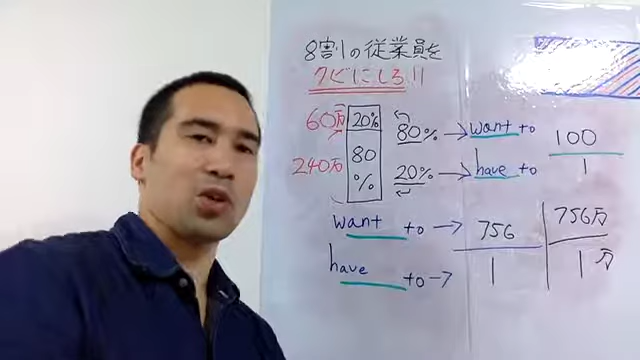 8割の従業員を
クビにしろ!!
60万 20% 80% → want to 100
240万 80% 20% → have to 1
want to → 756 756万
have to → 1 1万